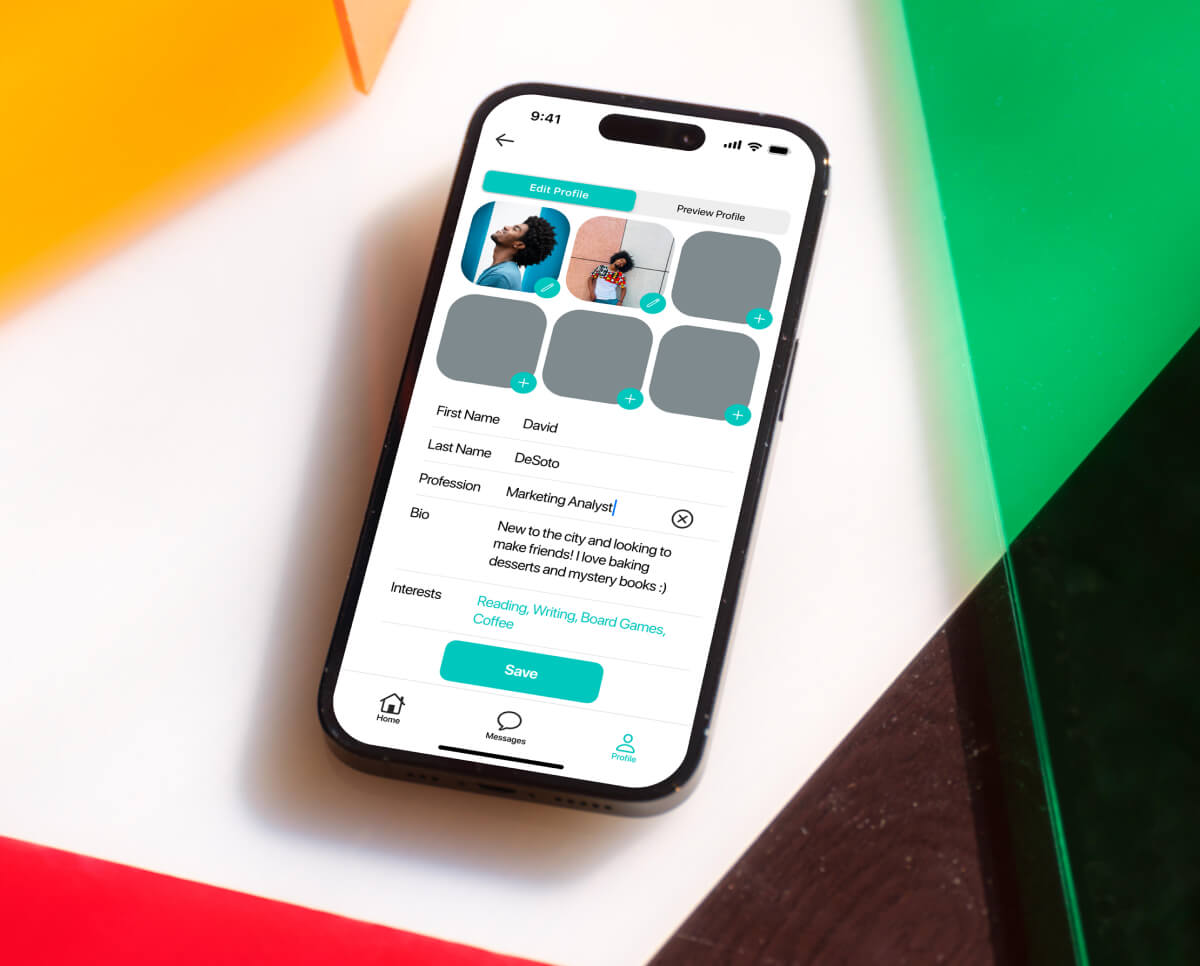 9:41
Edit Profile
Preview Profile
First Name David
Last Name DeSoto
Profession Marketing Analyst
Bio New to the city and looking to
make friends! I love baking
desserts and mystery books :)
Interests Reading, Writing, Board Games,
Coffee
Save
Home
Messages
Profile